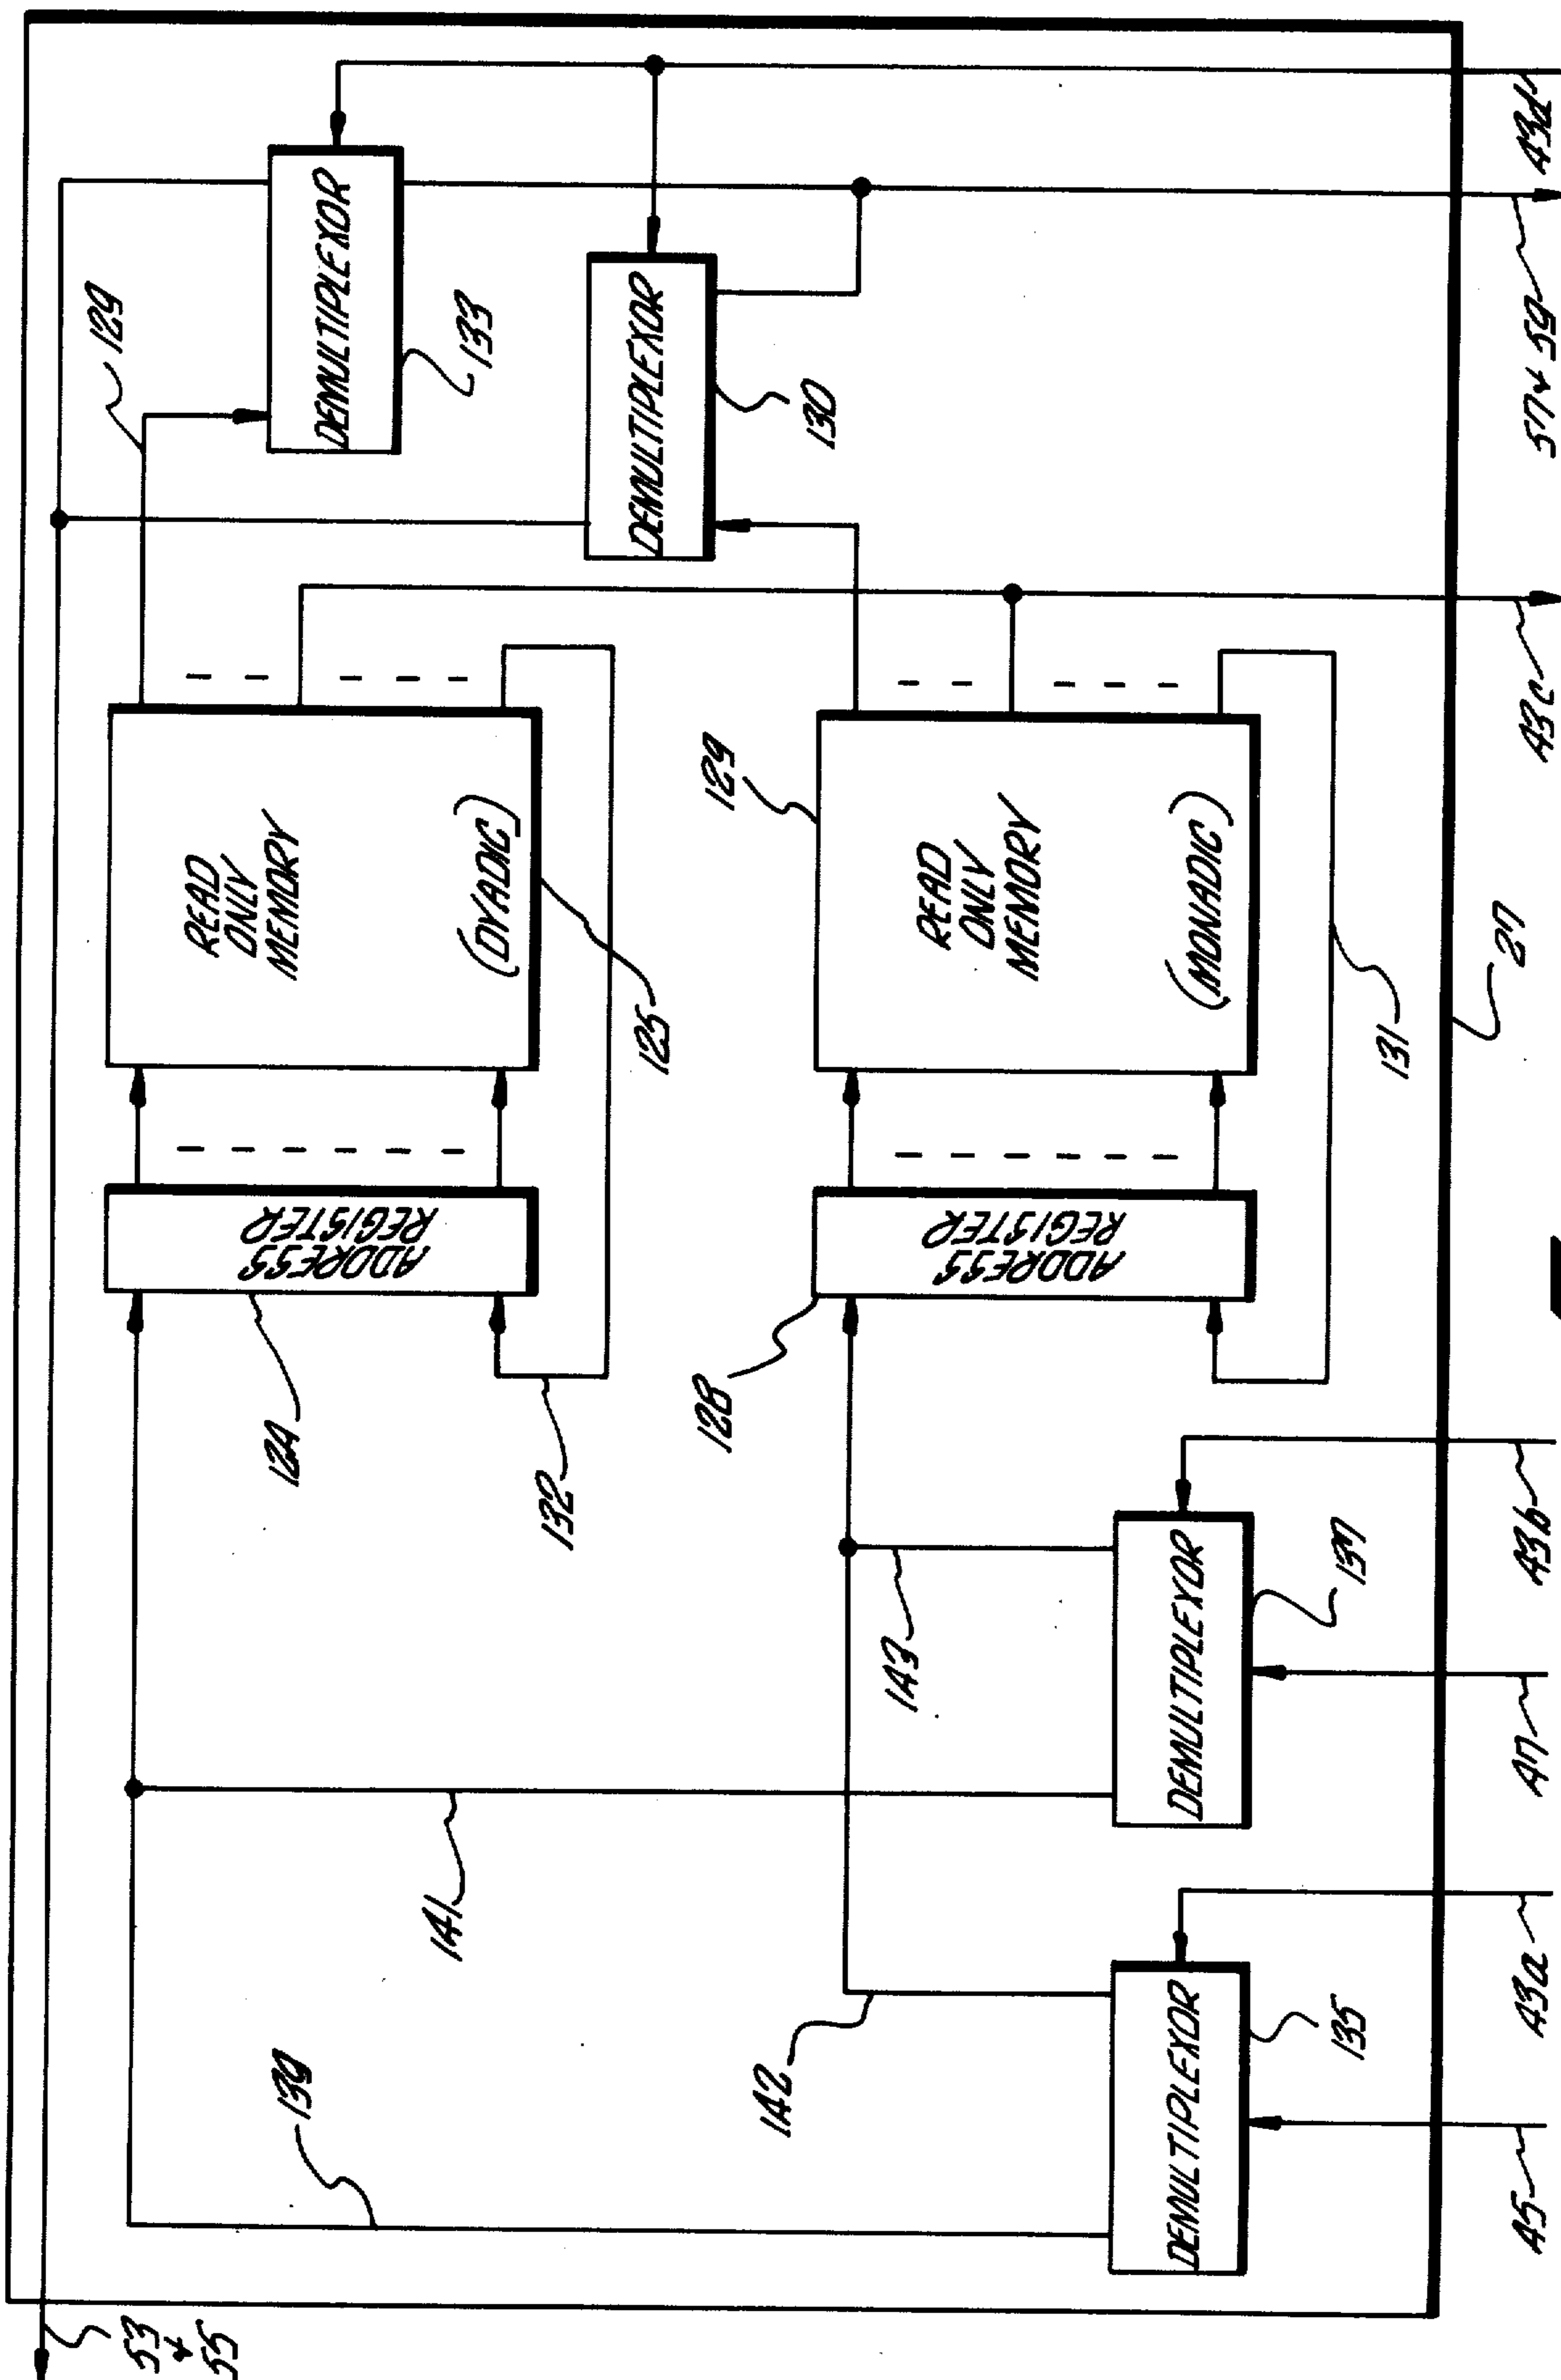 53
&
55
129
139
124
ADDRESS
REGISTER
READ
ONLY
MEMORY
(DYADIC)
DEMULTIPLEXOR
133
141
132
125
DEMULTIPLEXOR
130
142
143
128
129
ADDRESS
REGISTER
READ
ONLY
MEMORY
(MONADIC)
DEMULTIPLEXOR
DEMULTIPLEXOR
135
137
131
27
45
43a
47
43b
43c
57 & 59
43d